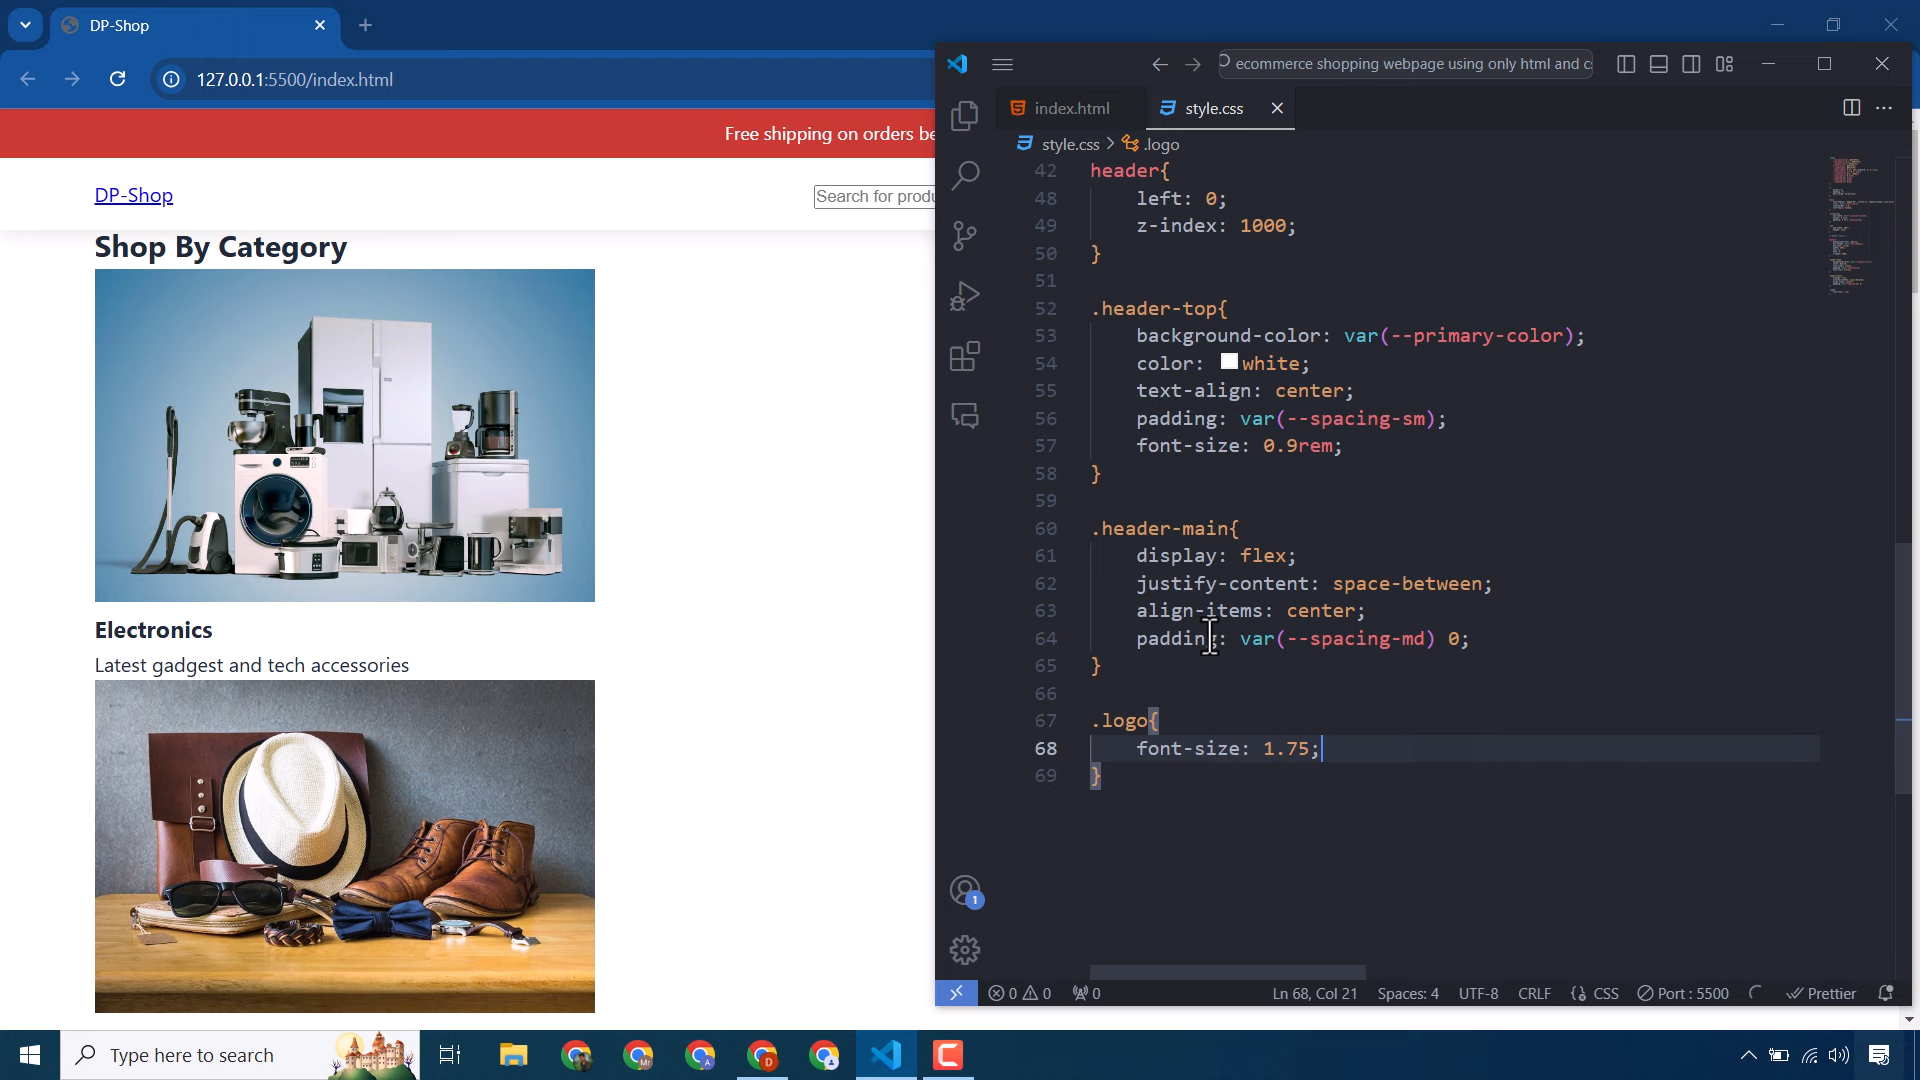 DP-Shop
127.0.0.1:5500/index.html
Free shipping on orders be
DP-Shop
Search for produ
Shop By Category
Electronics
Latest gadgest and tech accessories
ecommerce shopping webpage using only html and c
index.html
style.css
style.css > .logo
42 header{
48 left: 0;
49 z-index: 1000;
50 }
51
52 .header-top{
53 background-color: var(--primary-color);
54 color: white;
55 text-align: center;
56 padding: var(--spacing-sm);
57 font-size: 0.9rem;
58 }
59
60 .header-main{
61 display: flex;
62 justify-content: space-between;
63 align-items: center;
64 padding: var(--spacing-md) 0;
65 }
66
67 .logo{
68 font-size: 1.75;
69 }
1
0 0 0 Ln 68, Col 21 Spaces: 4 UTF-8 CRLF {} CSS Port : 5500 Prettier
Type here to search
Mr
A
D